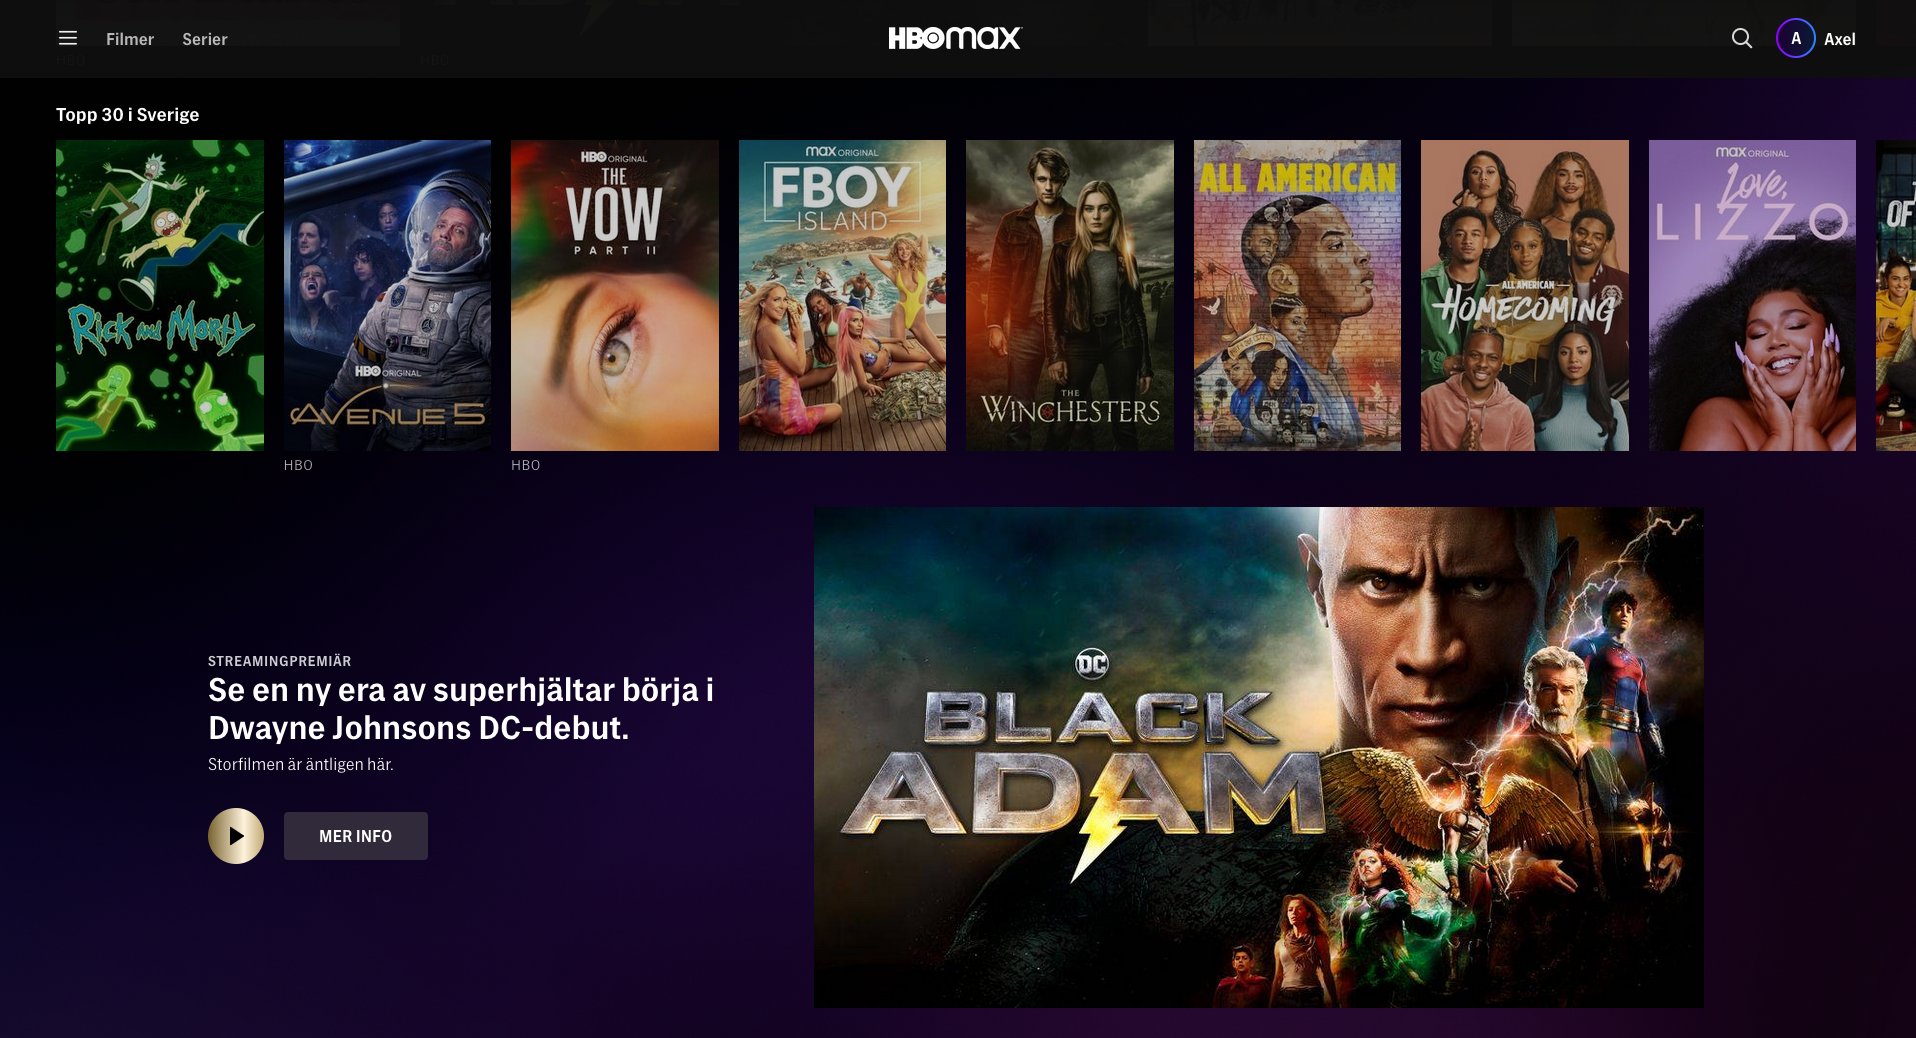 Filmer
Serier
HBOMAX
A
Axel
Topp 30 i Sverige
RICK AND MORTY
HBO ORIGINAL
AVENUE 5
HBO
HBO ORIGINAL
THE
VOW
PART II
HBO
max ORIGINAL
FBOY
ISLAND
THE
WINCHESTERS
ALL AMERICAN
ALL AMERICAN
HOMECOMING
max ORIGINAL
Love,
LIZZO
OF
STREAMINGPREMIÄR
Se en ny era av superhjältar börja i
Dwayne Johnsons DC-debut.
Storfilmen är äntligen här.
MER INFO
DC
BLACK
ADAM